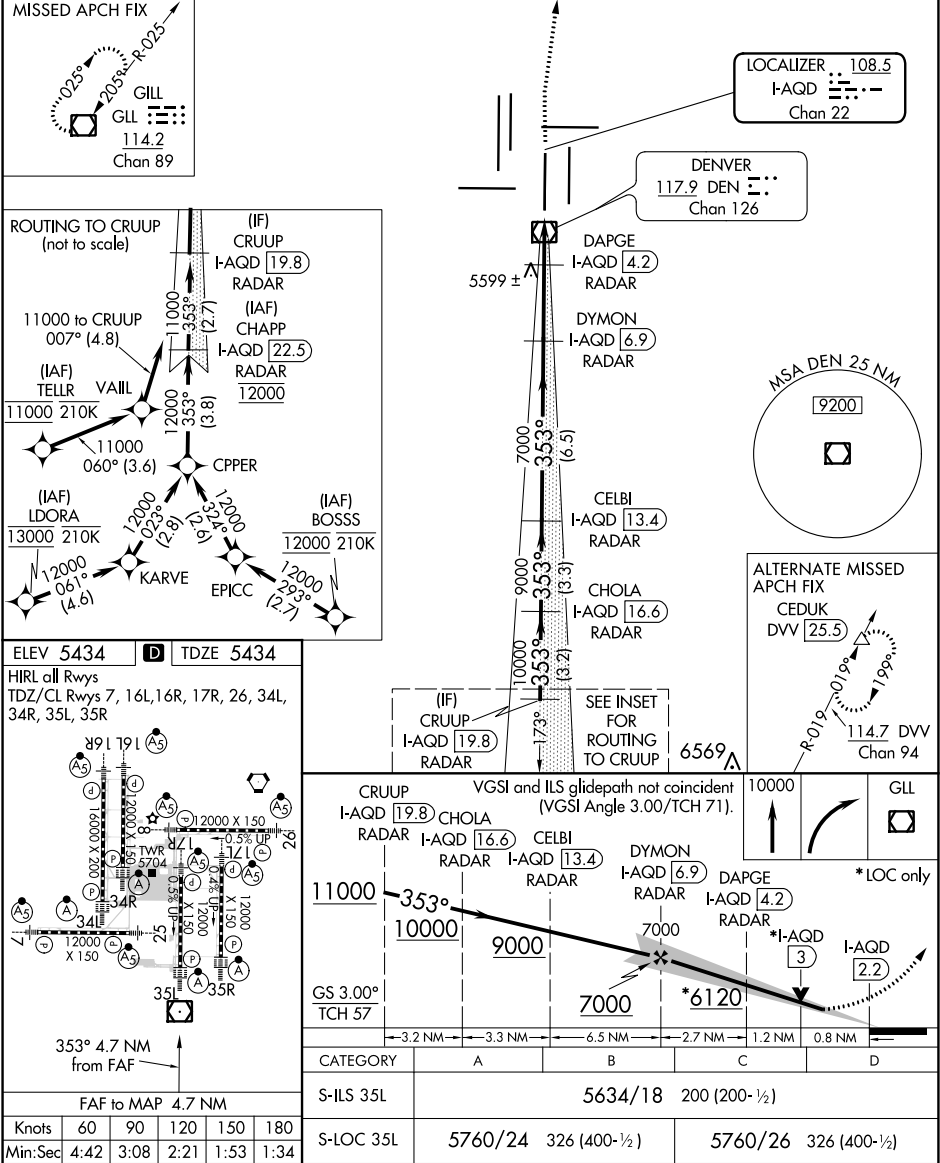 MISSED APCH FIX
R-025
025°
205°
GILL
GLL
114.2
Chan 89
LOCALIZER 108.5
I-AQD
Chan 22
DENVER
117.9 DEN
Chan 126
ROUTING TO CRUUP
(not to scale)
(IF)
CRUUP
I-AQD 19.8
RADAR
11000
353°
(2.7)
(IAF)
CHAPP
I-AQD 22.5
RADAR
12000
11000 to CRUUP
007° (4.8)
(IAF)
TELLR
11000 210K
VAIIL
11000
060° (3.6)
12000
353°
(3.8)
CPPER
(IAF)
LDORA
13000 210K
12000
061°
(4.6)
KARVE
12000
023°
(2.8)
12000
324°
(2.6)
EPICC
(IAF)
BOSSS
12000 210K
12000
293°
(2.7)
5599 ±
DAPGE
I-AQD 4.2
RADAR
DYMON
I-AQD 6.9
RADAR
7000
353°
(6.5)
CELBI
I-AQD 13.4
RADAR
9000
353°
(3.3)
CHOLA
I-AQD 16.6
RADAR
10000
353°
(3.2)
(IF)
CRUUP
I-AQD 19.8
RADAR
173°
SEE INSET
FOR
ROUTING
TO CRUUP
6569
MSA DEN 25 NM
9200
ALTERNATE MISSED
APCH FIX
CEDUK
DVV 25.5
019°
199°
R-019
114.7 DVV
Chan 94
ELEV 5434 D TDZE 5434
HIRL all Rwys
TDZ/CL Rwys 7, 16L,16R, 17R, 26, 34L,
34R, 35L, 35R
16R
16L
A5
A5
P
P
A5
A5
16000 X 200
12000 X 150
8
12000 X 150
26
0.5% UP
P
17R
17L
P
A5
A5
TWR
5704
A
P
P
34R
34L
A
A5
7
P
12000
X 150
P
25
A5
0.5% UP
12000
X 150
0.4% UP
12000
X 150
P
P
35L
35R
A
A
353° 4.7 NM
from FAF
FAF to MAP 4.7 NM
Knots 60 90 120 150 180
Min:Sec 4:42 3:08 2:21 1:53 1:34
VGSI and ILS glidepath not coincident
(VGSI Angle 3.00/TCH 71).
10000
GLL
* LOC only
CRUUP
I-AQD 19.8
RADAR
CHOLA
I-AQD 16.6
RADAR
CELBI
I-AQD 13.4
RADAR
DYMON
I-AQD 6.9
RADAR
DAPGE
I-AQD 4.2
RADAR
*I-AQD
3
I-AQD
2.2
11000
353°
10000
9000
7000
7000
*6120
GS 3.00°
TCH 57
3.2 NM 3.3 NM 6.5 NM 2.7 NM 1.2 NM 0.8 NM
CATEGORY A B C D
S-ILS 35L 5634/18 200 (200-½)
S-LOC 35L 5760/24 326 (400-½) 5760/26 326 (400-½)